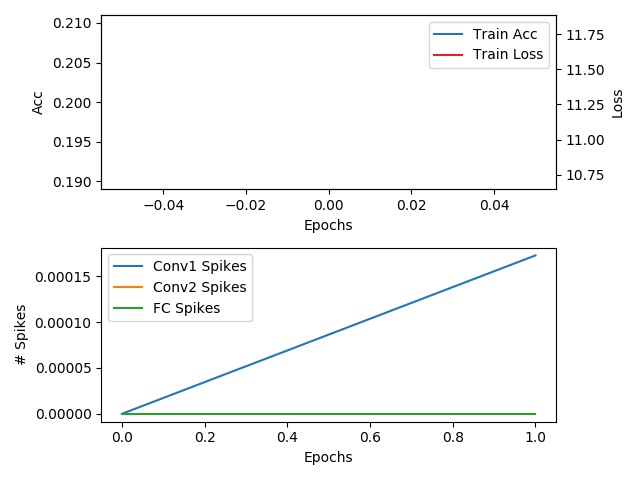 0.210
0.205
0.200
0.195
0.190
Acc
Train Acc
Train Loss
11.75
11.50
11.25
11.00
10.75
Loss
−0.04 −0.02 0.00 0.02 0.04
Epochs
Conv1 Spikes
Conv2 Spikes
FC Spikes
0.00015
0.00010
0.00005
0.00000
# Spikes
0.0 0.2 0.4 0.6 0.8 1.0
Epochs